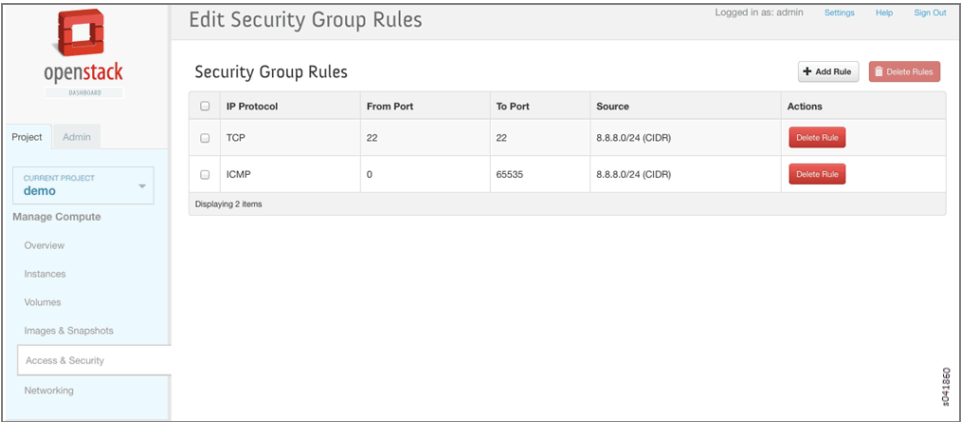 Edit Security Group Rules
Logged in as: admin Settings Help Sign Out
openstack
DASHBOARD
Project Admin
CURRENT PROJECT
demo
Manage Compute
Overview
Instances
Volumes
Images & Snapshots
Access & Security
Networking
Security Group Rules
+ Add Rule Delete Rules
IP Protocol From Port To Port Source Actions
TCP 22 22 8.8.8.0/24 (CIDR) Delete Rule
ICMP 0 65535 8.8.8.0/24 (CIDR) Delete Rule
Displaying 2 items
s041860